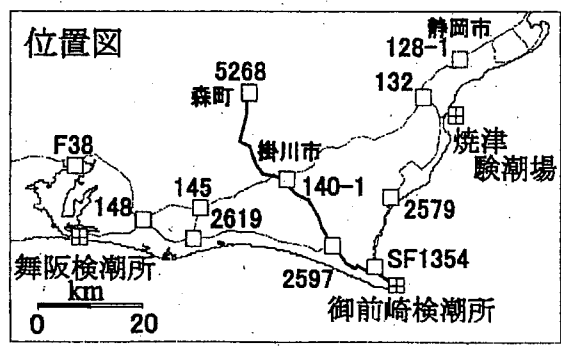 位置図
静岡市
128-1
5268
132
森町
焼津
験潮場
F38
掛川市
140-1
148
145
2619
2579
舞阪検潮所
2597
SF1354
御前崎検潮所
km
0 20